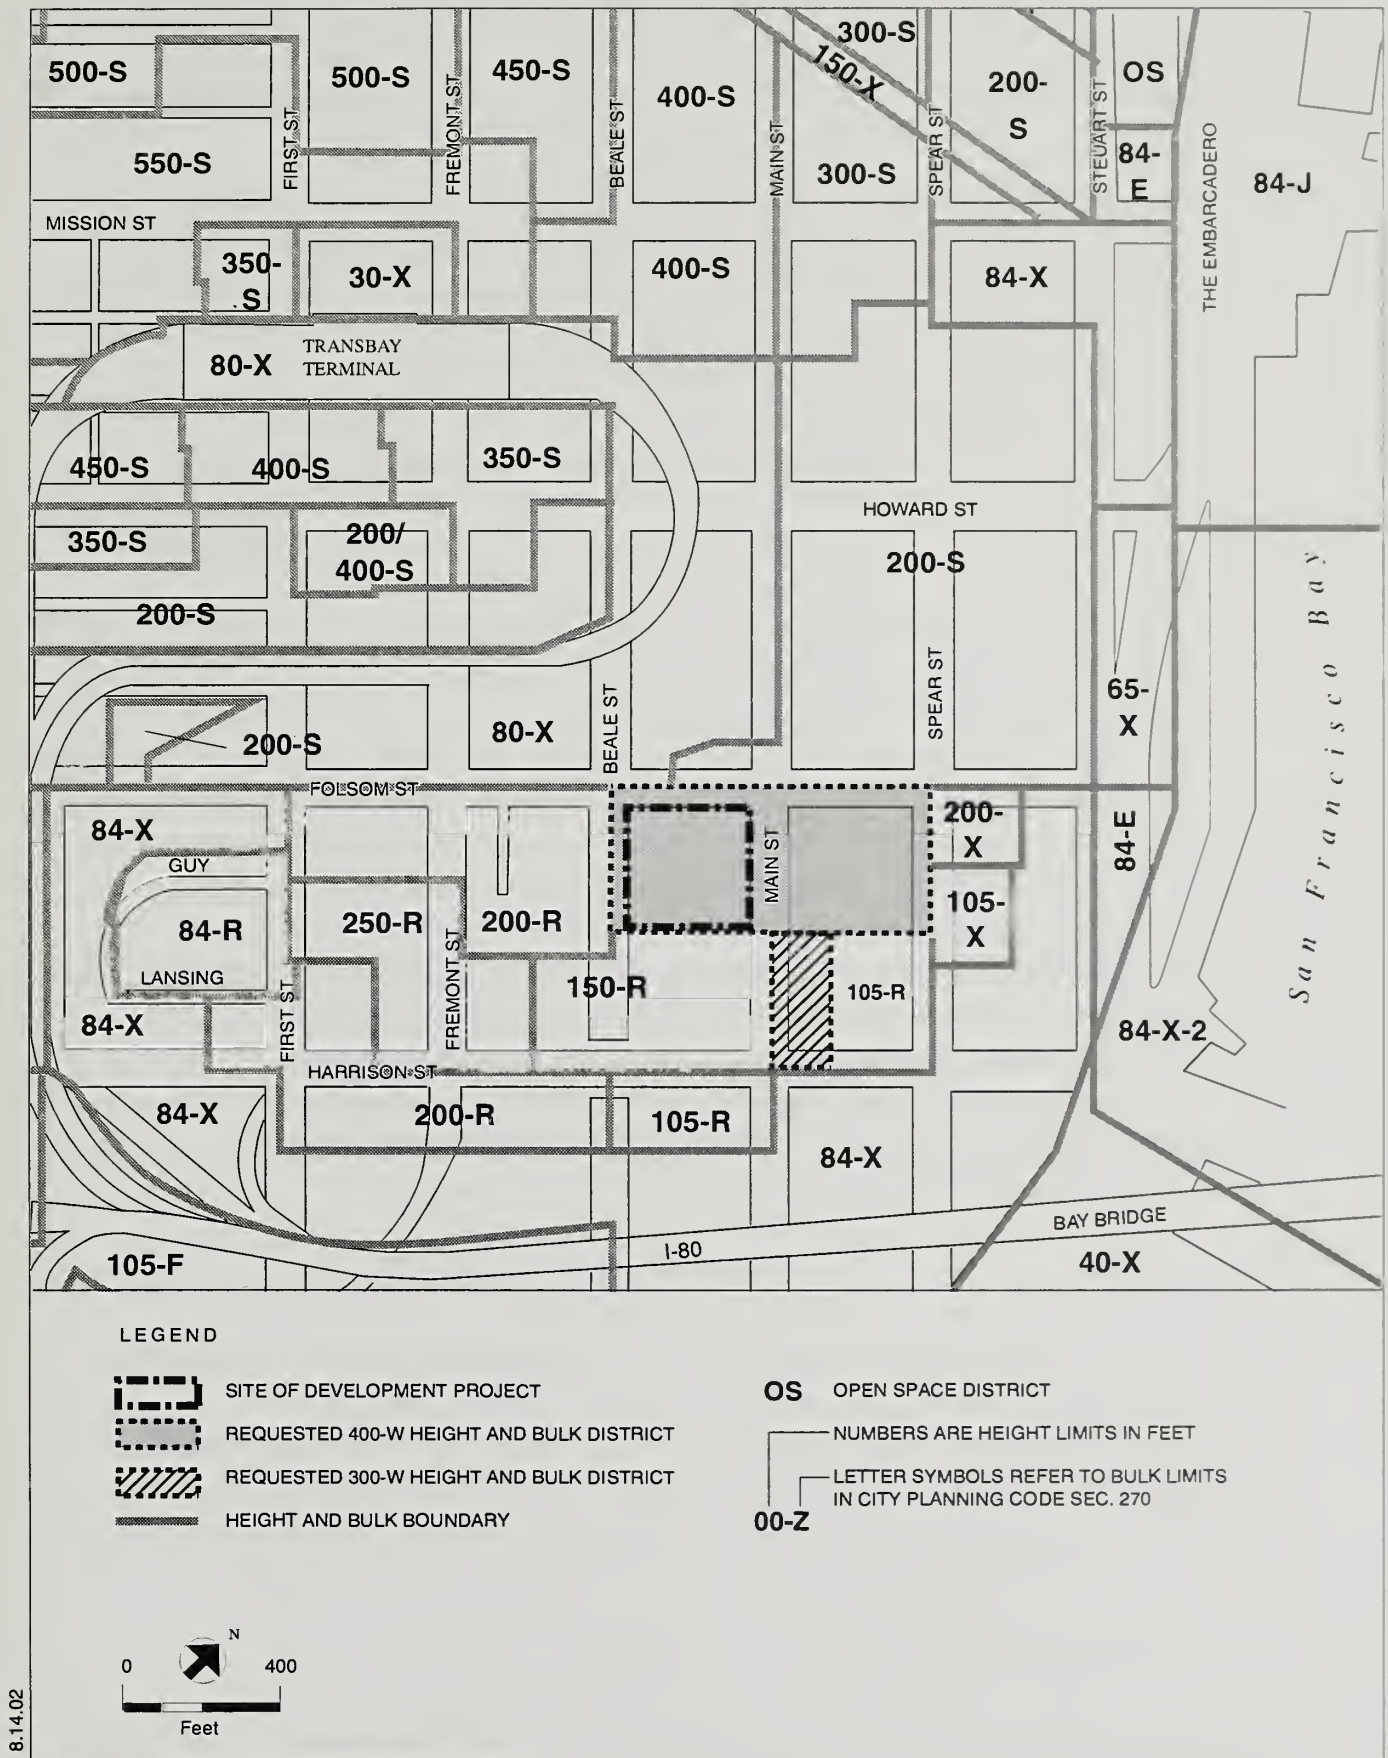 300-S
500-S
500-S
450-S
150-X
400-S
200-
S
OS
550-S
FIRST ST
FREMONT ST
BEALE ST
MAIN ST
300-S
SPEAR ST
STEUART ST
84-
E
THE EMBARCADERO
84-J
MISSION ST
350-
S
30-X
400-S
84-X
80-X
TRANSBAY
TERMINAL
450-S
400-S
350-S
HOWARD ST
350-S
200/
400-S
200-S
200-S
San Francisco Bay
SPEAR ST
65-
X
BEALE ST
200-S
80-X
FOLSOM ST
84-X
GUY
MAIN ST
200-
X
84-E
84-R
250-R
200-R
105-
X
LANSING
FIRST ST
FREMONT ST
150-R
105-R
84-X
84-X-2
HARRISON ST
84-X
200-R
105-R
84-X
BAY BRIDGE
I-80
105-F
40-X
LEGEND
SITE OF DEVELOPMENT PROJECT
REQUESTED 400-W HEIGHT AND BULK DISTRICT
REQUESTED 300-W HEIGHT AND BULK DISTRICT
HEIGHT AND BULK BOUNDARY
OS OPEN SPACE DISTRICT
NUMBERS ARE HEIGHT LIMITS IN FEET
LETTER SYMBOLS REFER TO BULK LIMITS
IN CITY PLANNING CODE SEC. 270
00-Z
N
0 400
Feet
8.14.02